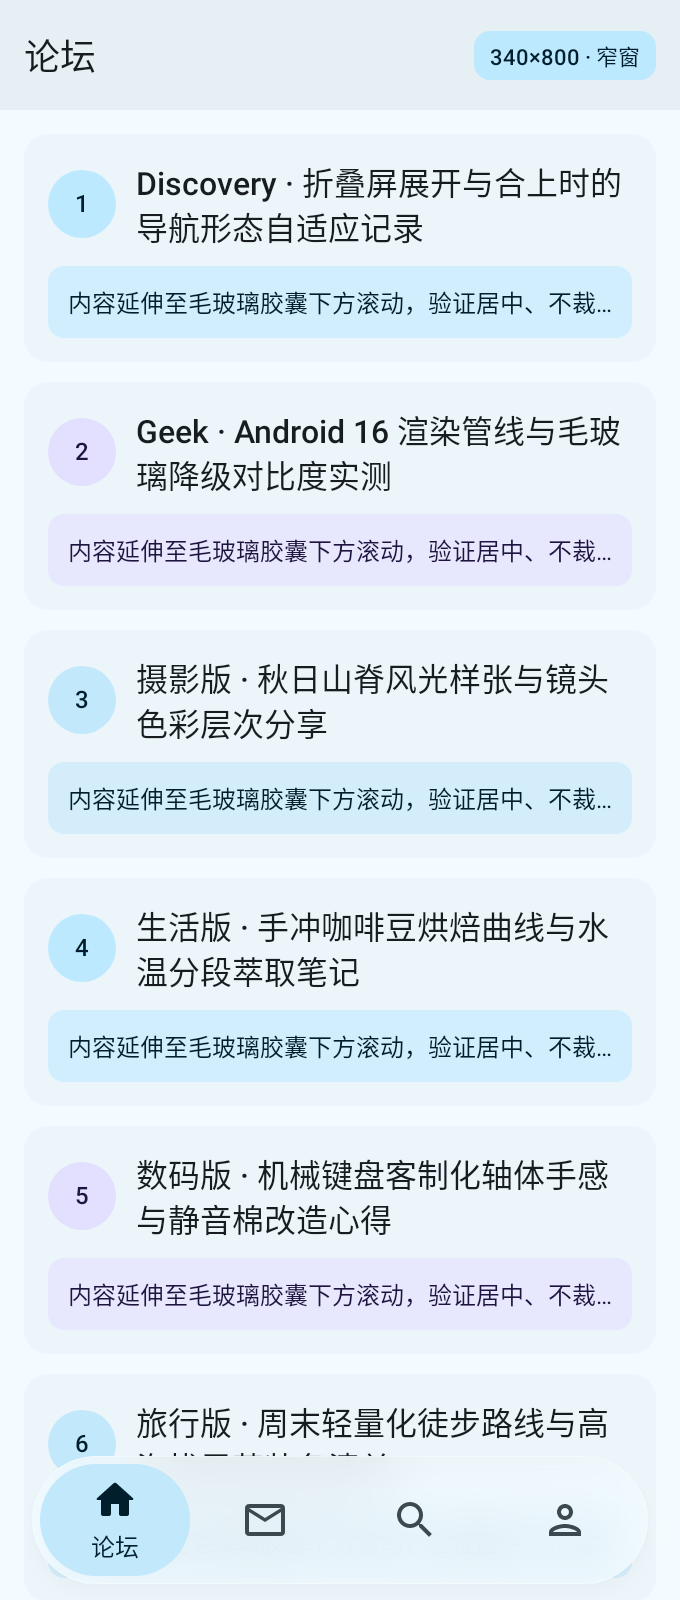 论坛
340×800 · 窄窗
1
Discovery · 折叠屏展开与合上时的
导航形态自适应记录
内容延伸至毛玻璃胶囊下方滚动，验证居中、不裁...
2
Geek · Android 16 渲染管线与毛玻
璃降级对比度实测
内容延伸至毛玻璃胶囊下方滚动，验证居中、不裁...
3
摄影版 · 秋日山脊风光样张与镜头
色彩层次分享
内容延伸至毛玻璃胶囊下方滚动，验证居中、不裁...
4
生活版 · 手冲咖啡豆烘焙曲线与水
温分段萃取笔记
内容延伸至毛玻璃胶囊下方滚动，验证居中、不裁...
5
数码版 · 机械键盘客制化轴体手感
与静音棉改造心得
内容延伸至毛玻璃胶囊下方滚动，验证居中、不裁...
6
旅行版 · 周末轻量化徒步路线与高
论坛